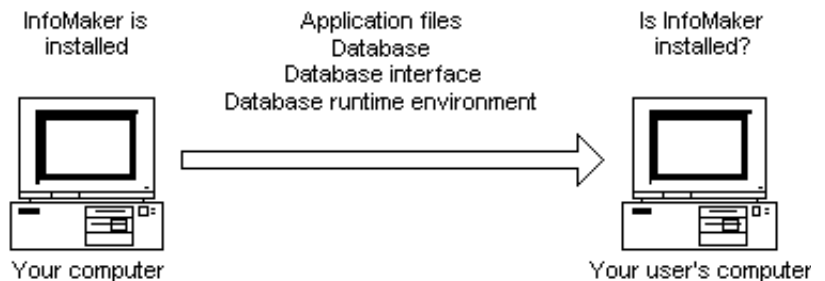 InfoMaker is
installed
Application files
Database
Database interface
Database runtime environment
Is InfoMaker
installed?
Your computer
Your user's computer